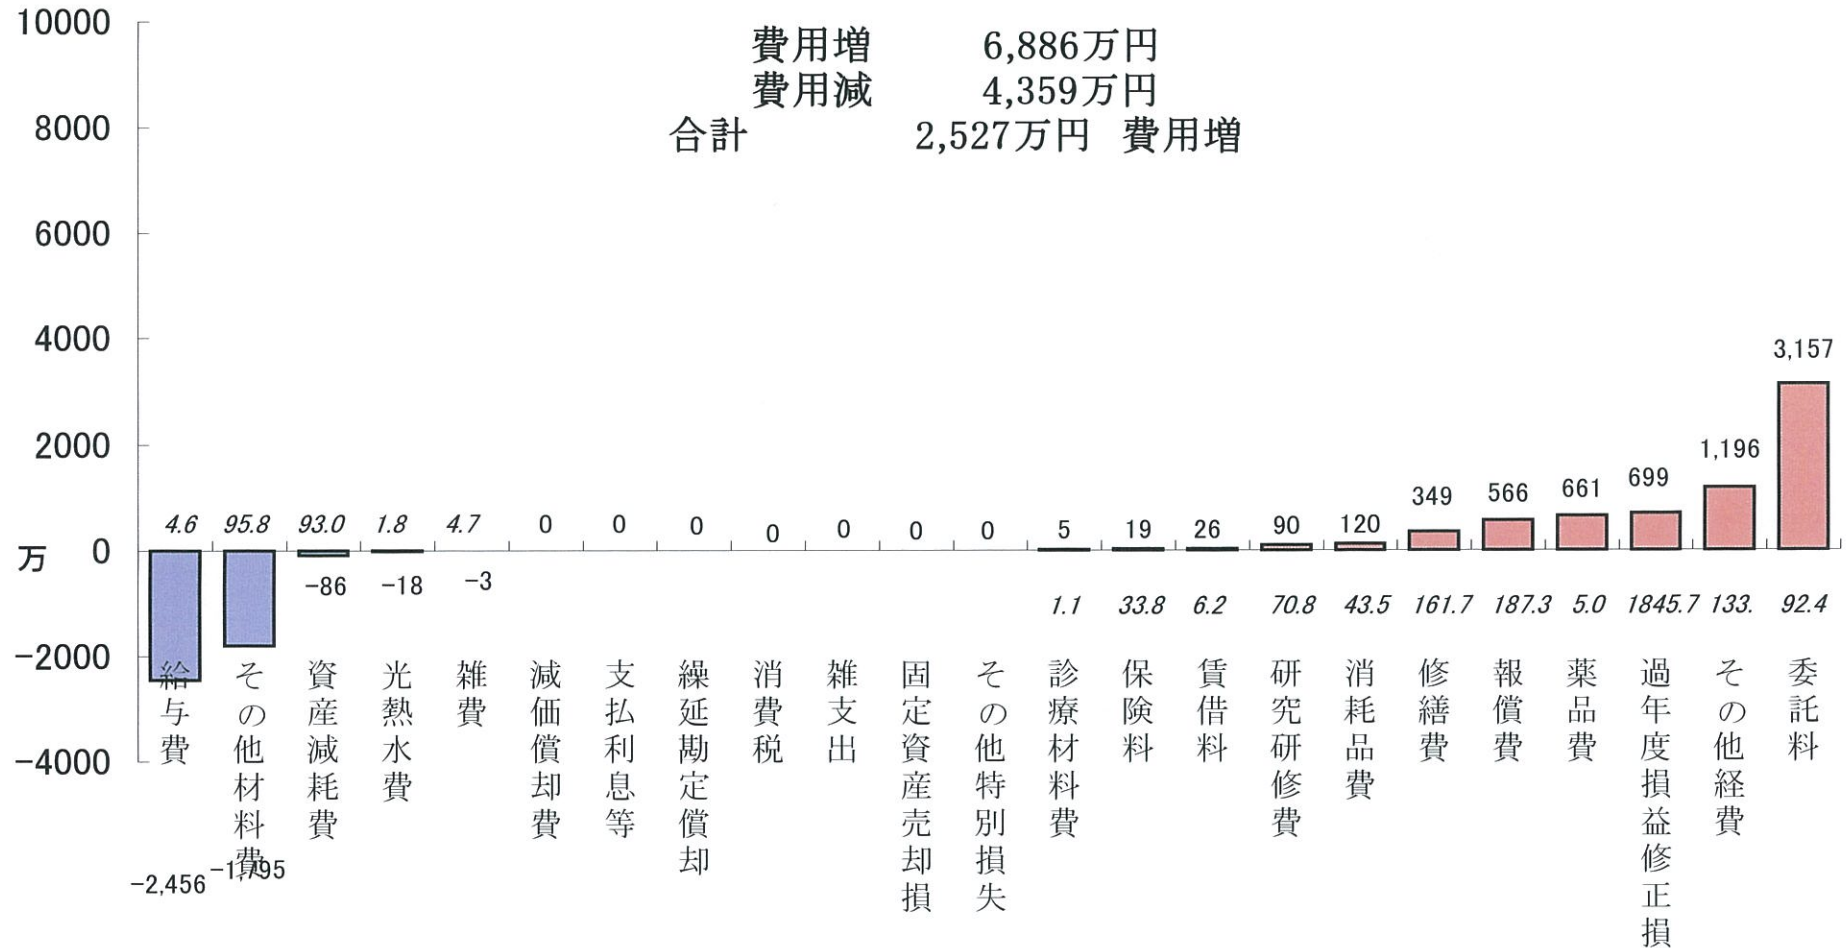 費用増 6,886万円
費用減 4,359万円
合計 2,527万円 費用増
10000
8000
6000
4000
2000
万 0
-2000
-4000
4.6 95.8 93.0 1.8 4.7 0 0 0 0 0 0 0 5 19 26 90 120 349 566 661 699 1,196 3,157
-2,456 -1,795 -86 -18 -3
1.1 33.8 6.2 70.8 43.5 161.7 187.3 5.0 1845.7 133. 92.4
給与費
その他材料費
資産減耗費
光熱水費
雑費
減価償却費
支払利息等
繰延勘定償却
消費税
雑支出
固定資産売却損
その他特別損失
診療材料費
保険料
賃借料
研究研修費
消耗品費
修繕費
報償費
薬品費
過年度損益修正損
その他経費
委託料